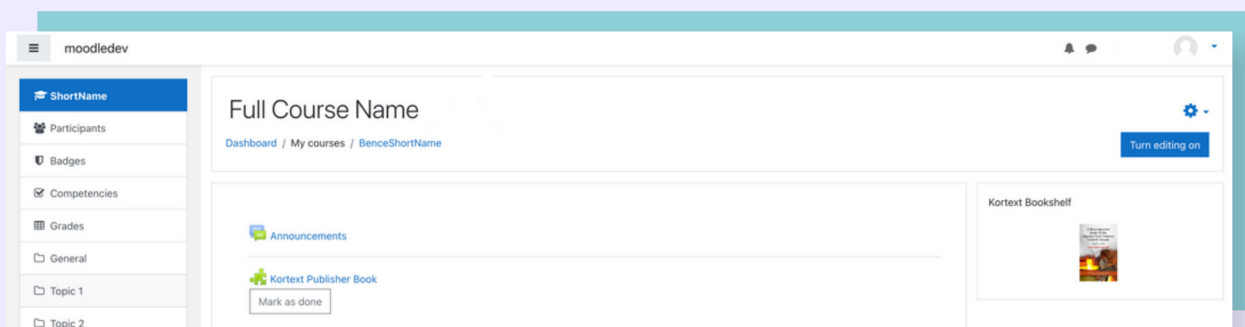 moodledev
ShortName
Participants
Badges
Competencies
Grades
General
Topic 1
Topic 2
Full Course Name
Dashboard / My courses / BenceShortName
Turn editing on
Announcements
Kortext Publisher Book
Mark as done
Kortext Bookshelf